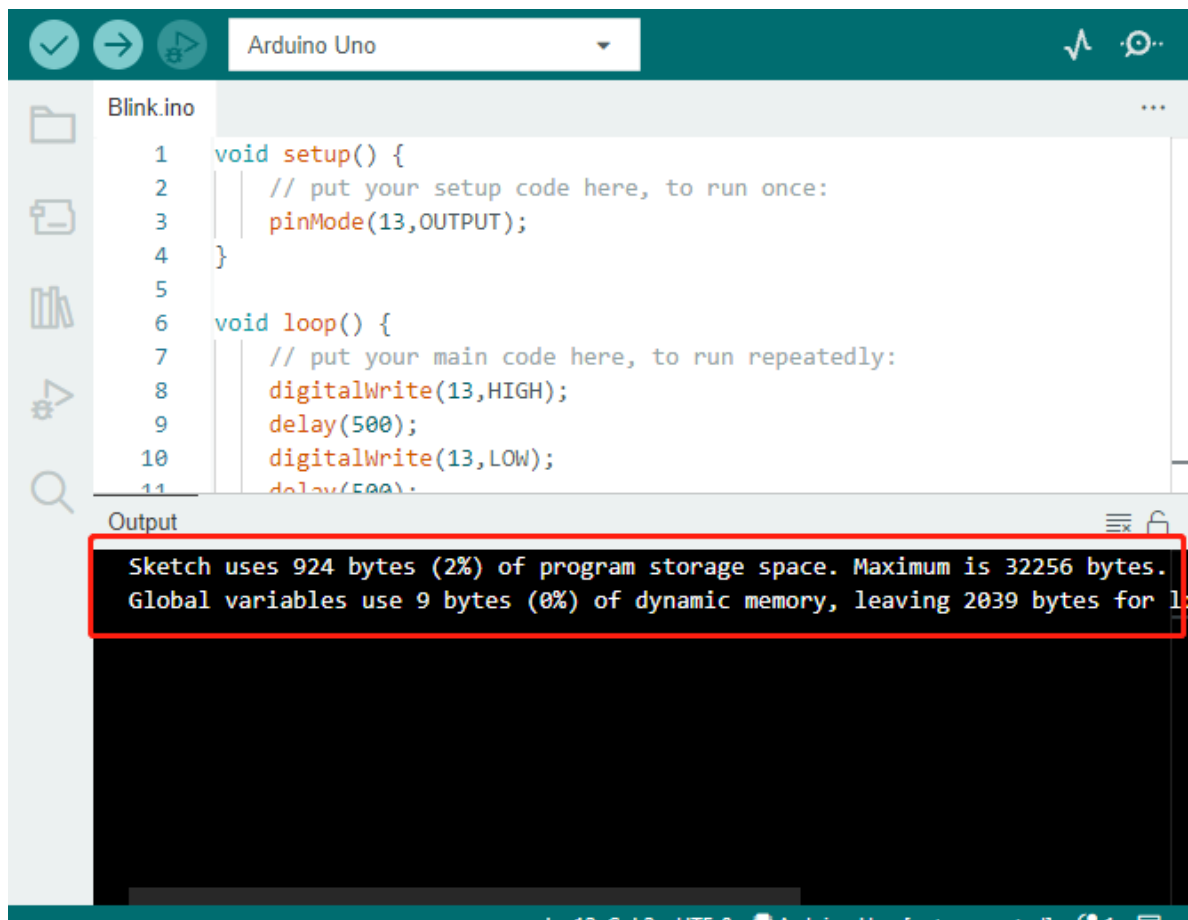 Arduino Uno
Blink.ino
1 void setup() {
2 // put your setup code here, to run once:
3 pinMode(13,OUTPUT);
4 }
5
6 void loop() {
7 // put your main code here, to run repeatedly:
8 digitalWrite(13,HIGH);
9 delay(500);
10 digitalWrite(13,LOW);
11 delay(500);
Output
Sketch uses 924 bytes (2%) of program storage space. Maximum is 32256 bytes.
Global variables use 9 bytes (0%) of dynamic memory, leaving 2039 bytes for